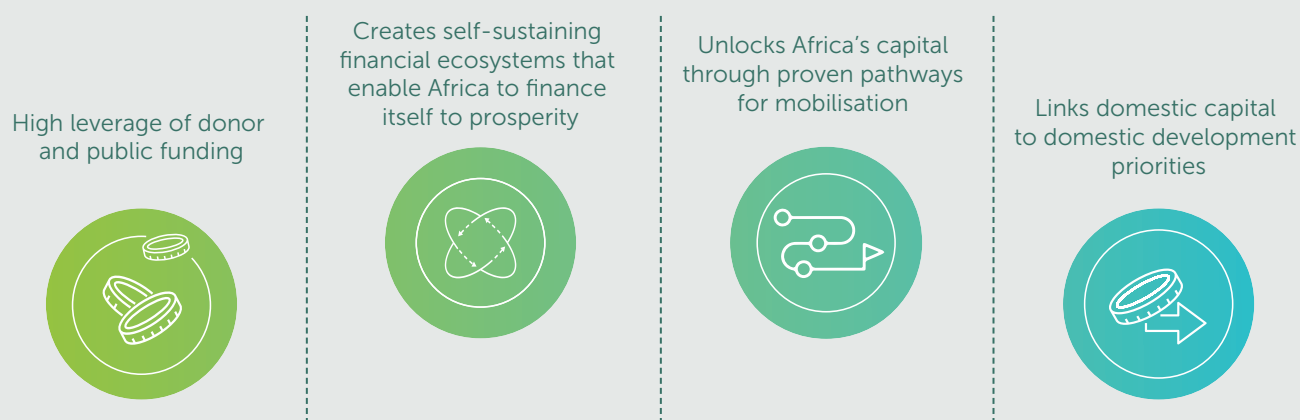 High leverage of donor
and public funding
Creates self-sustaining
financial ecosystems that
enable Africa to finance
itself to prosperity
Unlocks Africa’s capital
through proven pathways
for mobilisation
Links domestic capital
to domestic development
priorities